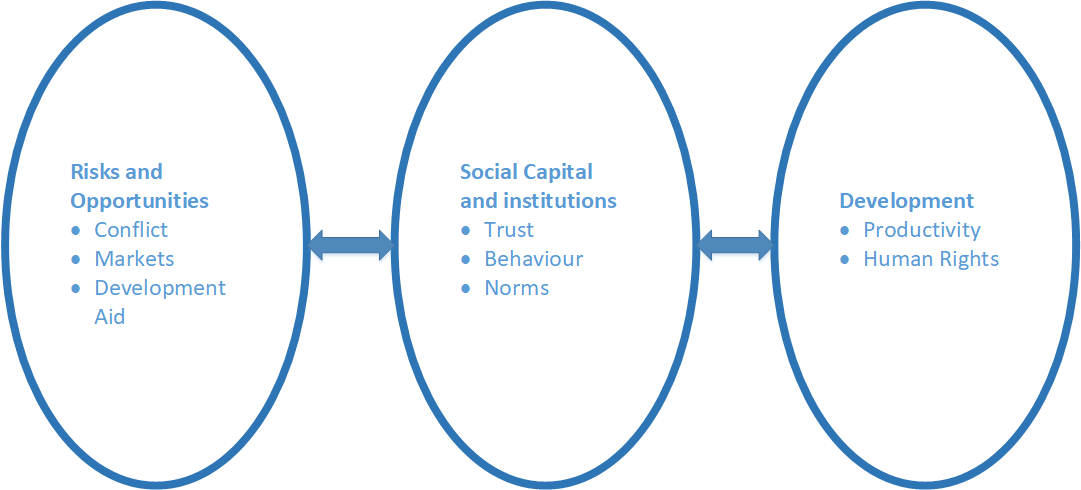 Risks and
Opportunities
• Conflict
• Markets
• Development
Aid
Social Capital
and institutions
• Trust
• Behaviour
• Norms
Development
• Productivity
• Human Rights